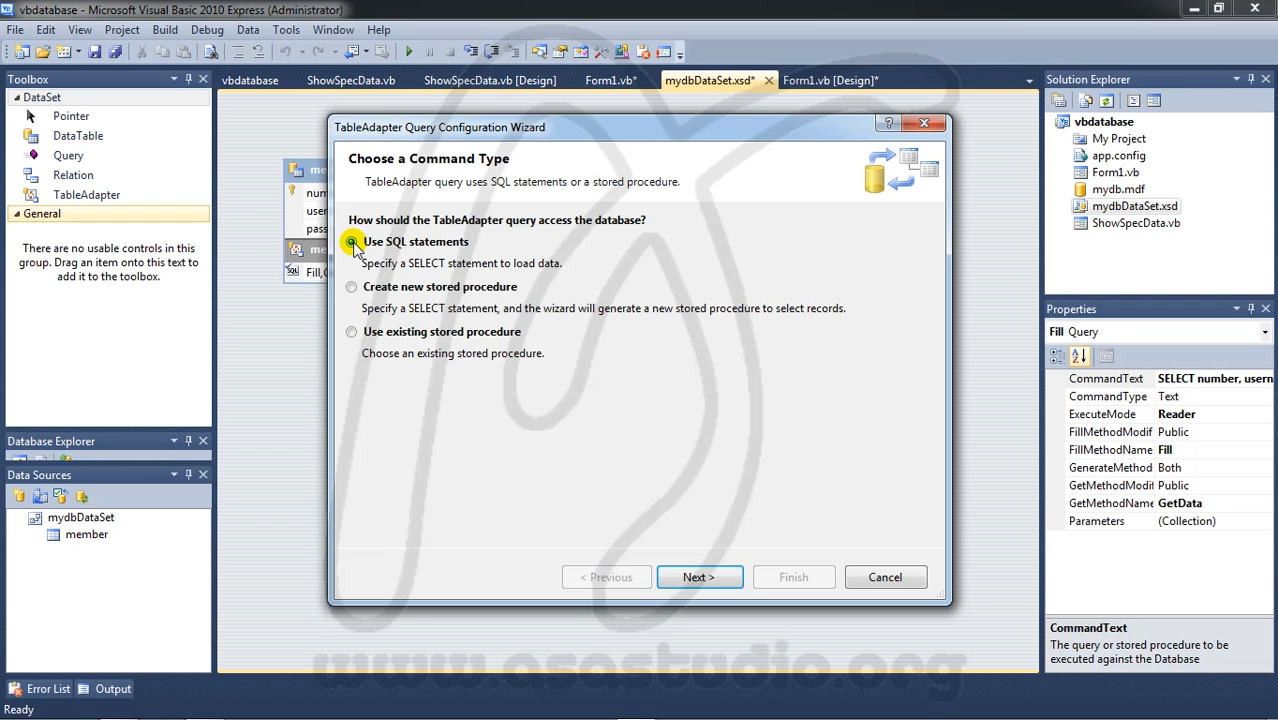 vbdatabase - Microsoft Visual Basic 2010 Express (Administrator)
File Edit View Project Build Debug Data Tools Window Help
Toolbox
DataSet
Pointer
DataTable
Query
Relation
TableAdapter
General
There are no usable controls in this
group. Drag an item onto this text to
add it to the toolbox.
Database Explorer
Data Sources
mydbDataSet
member
Error List Output
Ready
vbdatabase ShowSpecData.vb ShowSpecData.vb [Design] Form1.vb* mydbDataSet.xsd* Form1.vb [Design]*
me
num
user
pass
me
SQL Fill,G
TableAdapter Query Configuration Wizard
Choose a Command Type
TableAdapter query uses SQL statements or a stored procedure.
How should the TableAdapter query access the database?
Use SQL statements
Specify a SELECT statement to load data.
Create new stored procedure
Specify a SELECT statement, and the wizard will generate a new stored procedure to select records.
Use existing stored procedure
Choose an existing stored procedure.
< Previous Next > Finish Cancel
www.asastudio.org
Solution Explorer
vbdatabase
My Project
app.config
Form1.vb
mydb.mdf
mydbDataSet.xsd
ShowSpecData.vb
Properties
Fill Query
CommandText SELECT number, usern
CommandType Text
ExecuteMode Reader
FillMethodModif Public
FillMethodName Fill
GenerateMethod Both
GetMethodModif Public
GetMethodName GetData
Parameters (Collection)
CommandText
The query or stored procedure to be
executed against the Database